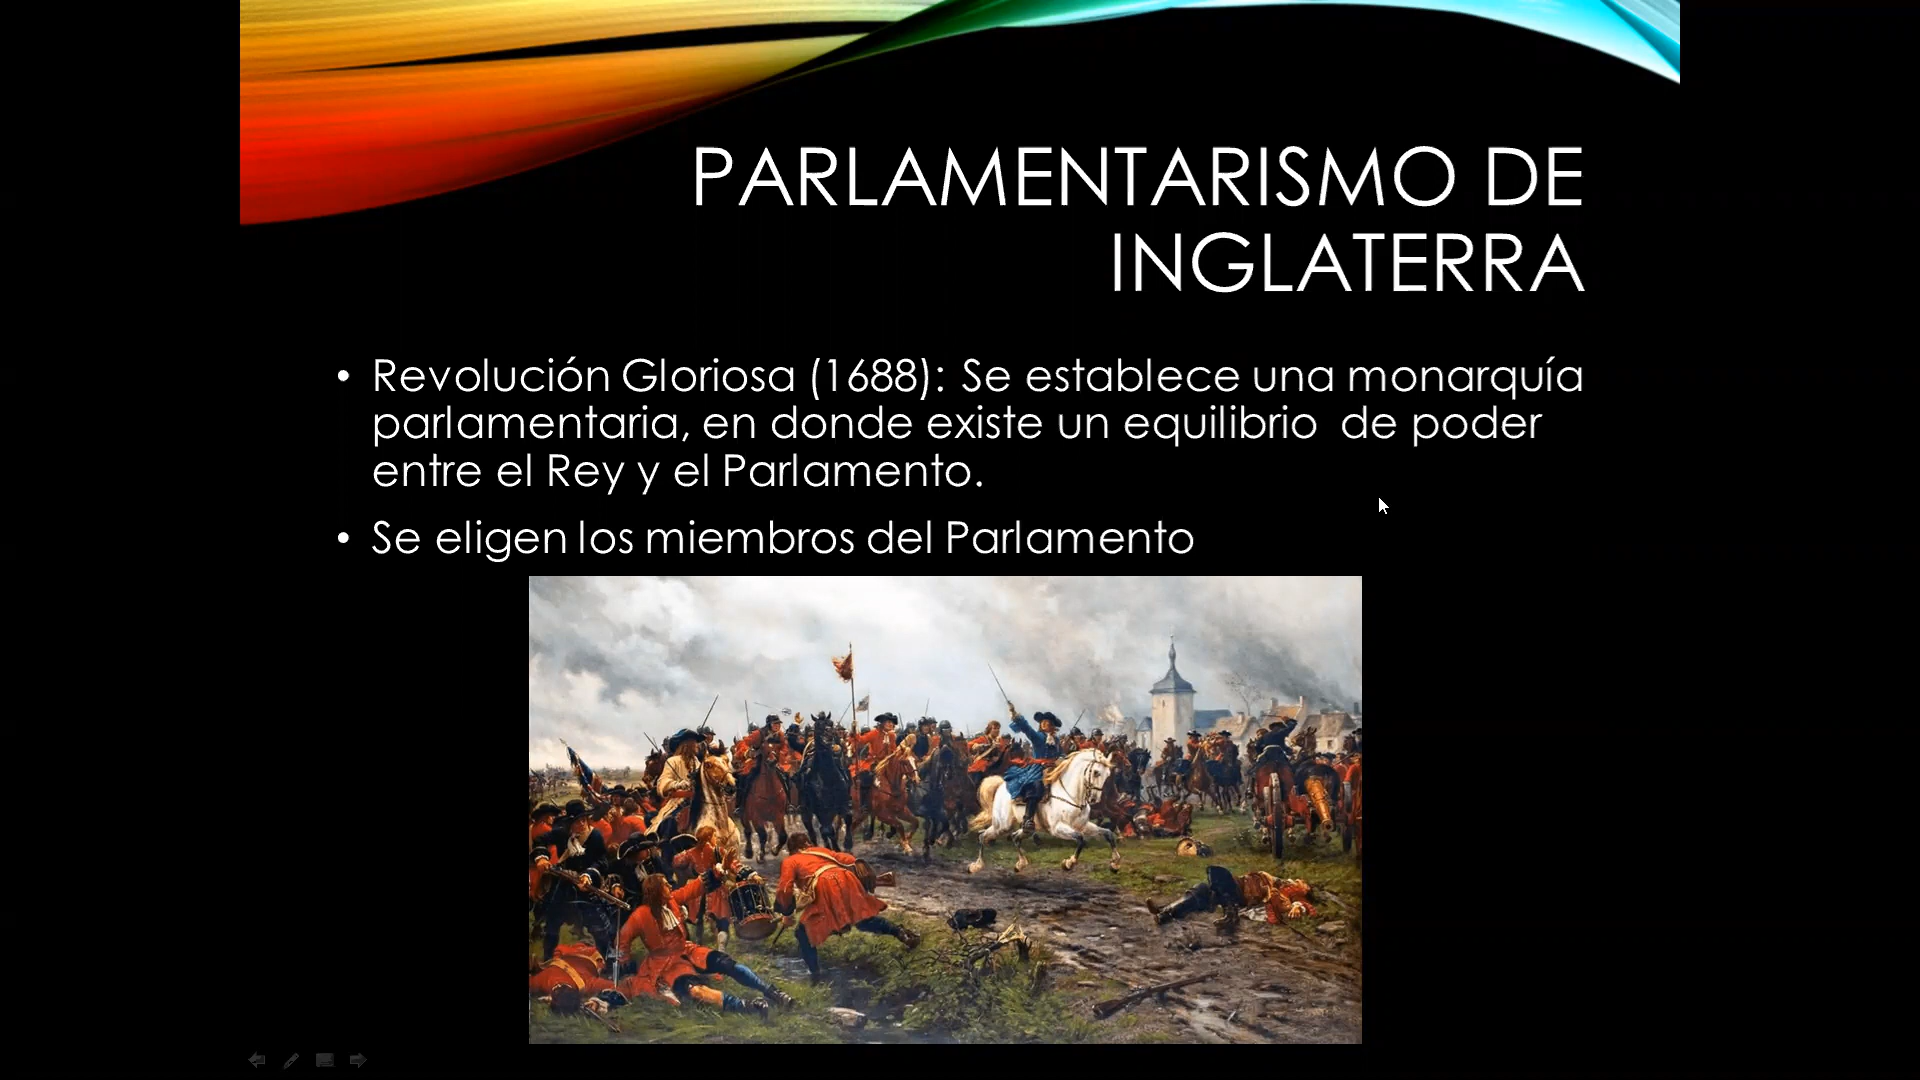 PARLAMENTARISMO DE
INGLATERRA
• Revolución Gloriosa (1688): Se establece una monarquía
parlamentaria, en donde existe un equilibrio de poder
entre el Rey y el Parlamento.
• Se eligen los miembros del Parlamento